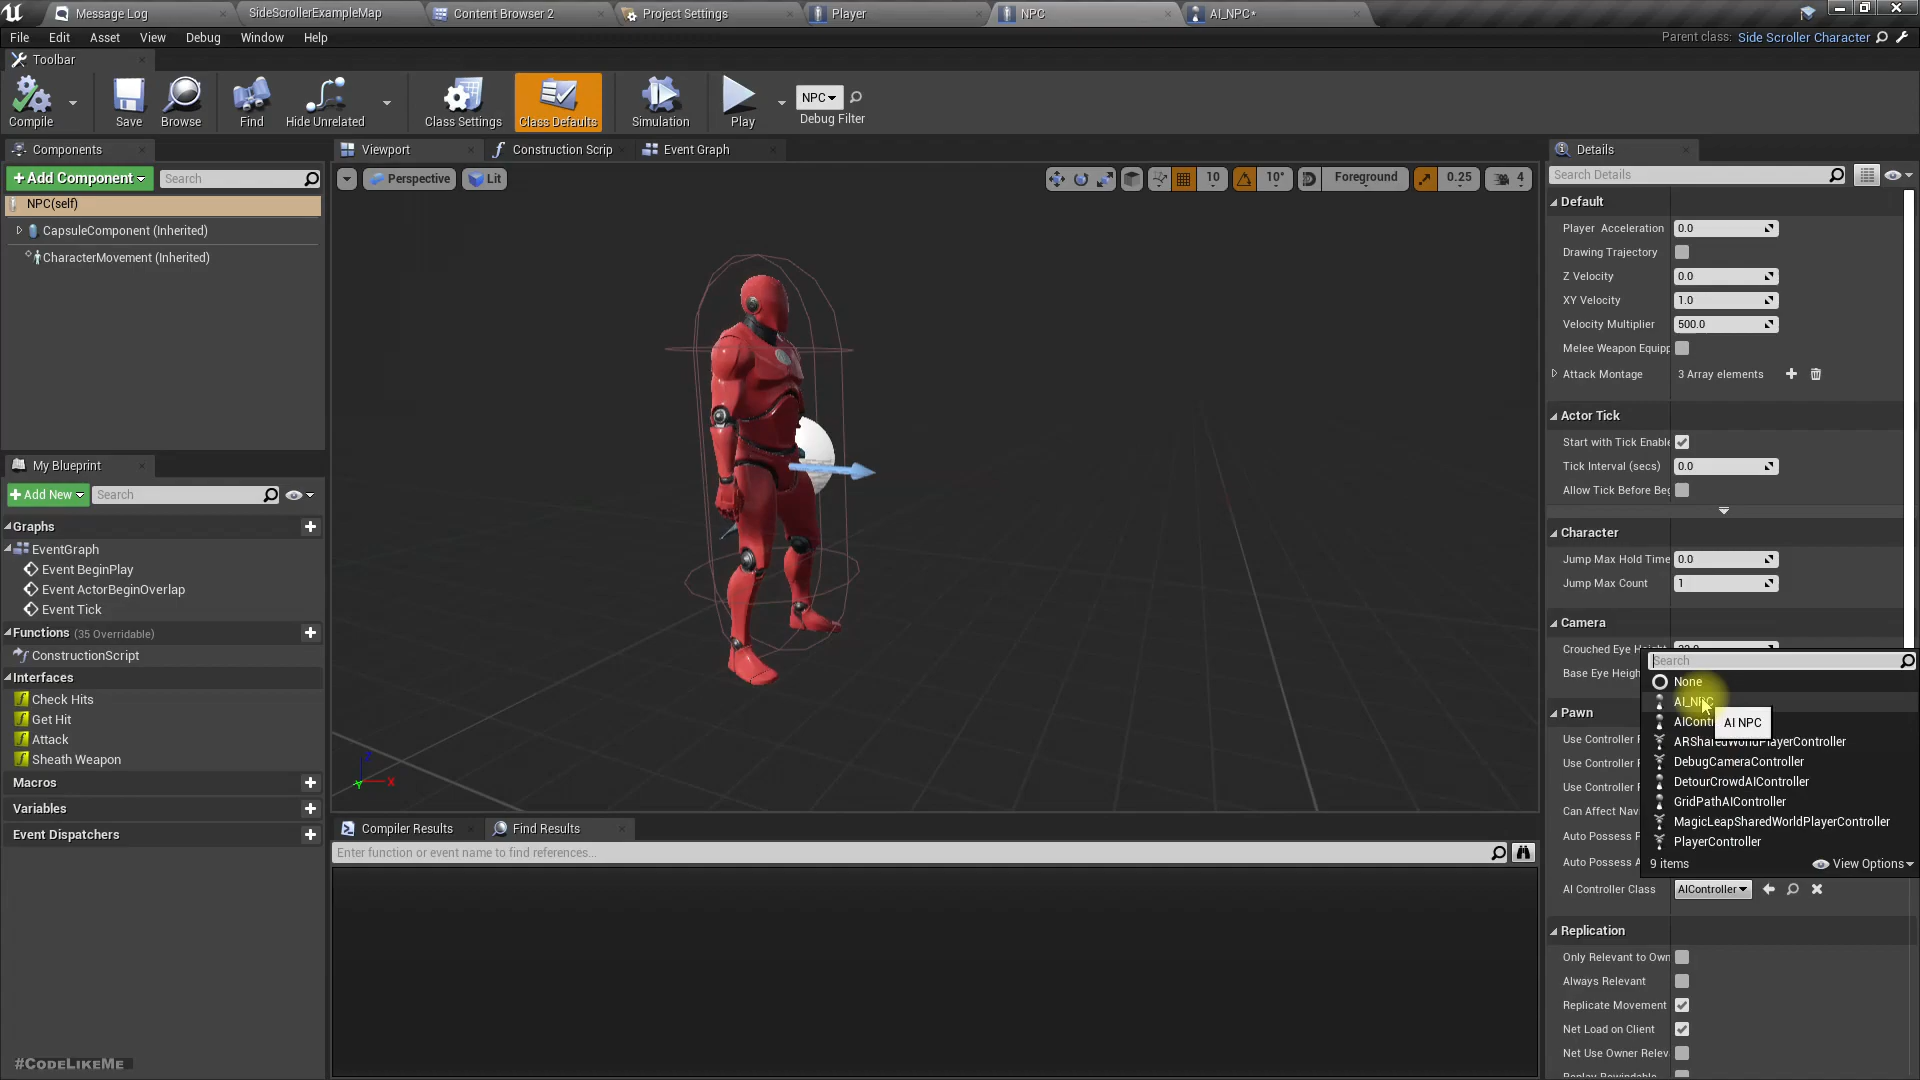 Message Log
SideScrollerExampleMap
Content Browser 2
Project Settings
Player
NPC
AI_NPC*
File Edit Asset View Debug Window Help
Parent class: Side Scroller Character
Toolbar
Compile
Save
Browse
Find
Hide Unrelated
Class Settings
Class Defaults
Simulation
Play
NPC
Debug Filter
Components
+ Add Component
Search
NPC(self)
CapsuleComponent (Inherited)
CharacterMovement (Inherited)
My Blueprint
+ Add New
Search
Graphs
EventGraph
Event BeginPlay
Event ActorBeginOverlap
Event Tick
Functions (35 Overridable)
ConstructionScript
Interfaces
Check Hits
Get Hit
Attack
Sheath Weapon
Macros
Variables
Event Dispatchers
#CodeLikeMe
Viewport
Construction Scrip
Event Graph
Perspective
Lit
10
10°
Foreground
0.25
4
X
Compiler Results
Find Results
Enter function or event name to find references...
Details
Search Details
Default
Player Acceleration 0.0
Drawing Trajectory
Z Velocity 0.0
XY Velocity 1.0
Velocity Multiplier 500.0
Melee Weapon Equipp
Attack Montage 3 Array elements
Actor Tick
Start with Tick Enable
Tick Interval (secs) 0.0
Allow Tick Before Beg
Character
Jump Max Hold Time 0.0
Jump Max Count 1
Camera
Crouched Eye Height
Base Eye Heigh
Pawn
Use Controller
Use Controller
Use Controller
Can Affect Nav
Auto Possess
Auto Possess
AI Controller Class AIController
Search
None
AI_NPC
AIContr
AI NPC
ARSharedWorldPlayerController
DebugCameraController
DetourCrowdAIController
GridPathAIController
MagicLeapSharedWorldPlayerController
PlayerController
9 items
View Options
Replication
Only Relevant to Own
Always Relevant
Replicate Movement
Net Load on Client
Net Use Owner Relev